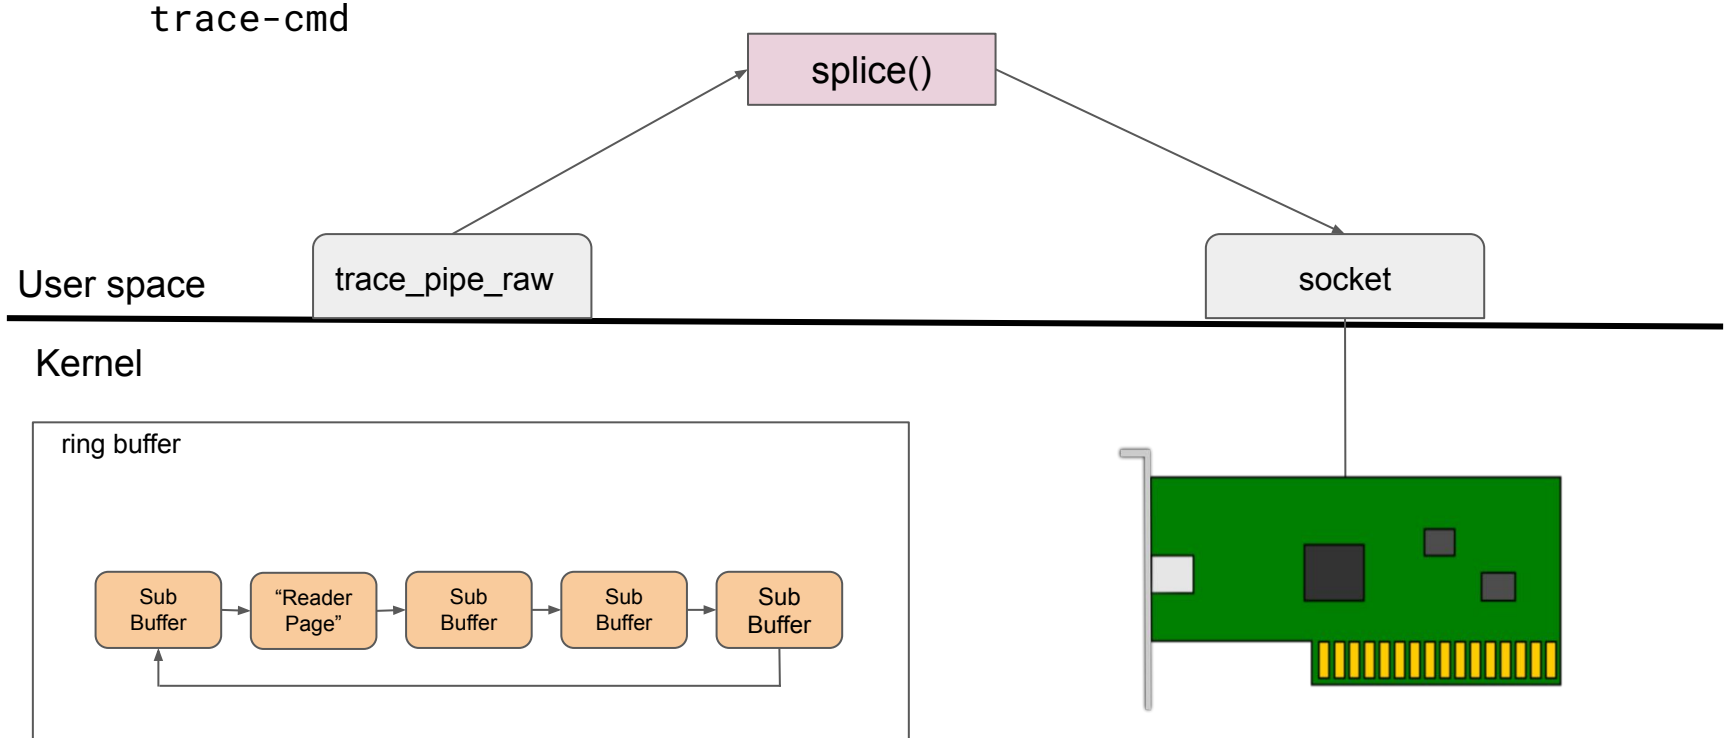 trace-cmd
splice()
trace_pipe_raw
socket
User space
Kernel
ring buffer
Sub
Buffer
“Reader
Page”
Sub
Buffer
Sub
Buffer
Sub
Buffer